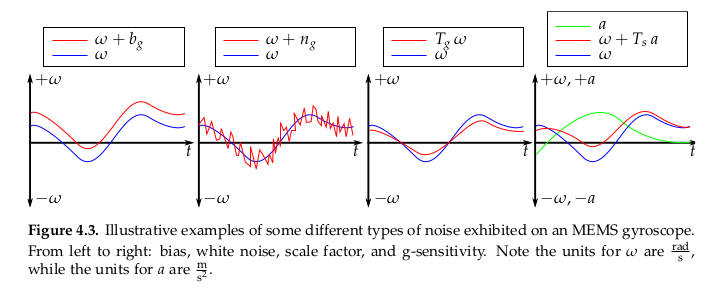 ω + b_g
ω
ω + n_g
ω
T_g ω
ω
a
ω + T_s a
ω
+ω
−ω
t
+ω
−ω
t
+ω
−ω
t
+ω, +a
−ω, −a
t
Figure 4.3. Illustrative examples of some different types of noise exhibited on an MEMS gyroscope.
From left to right: bias, white noise, scale factor, and g-sensitivity. Note the units for ω are rad/s,
while the units for a are m/s².